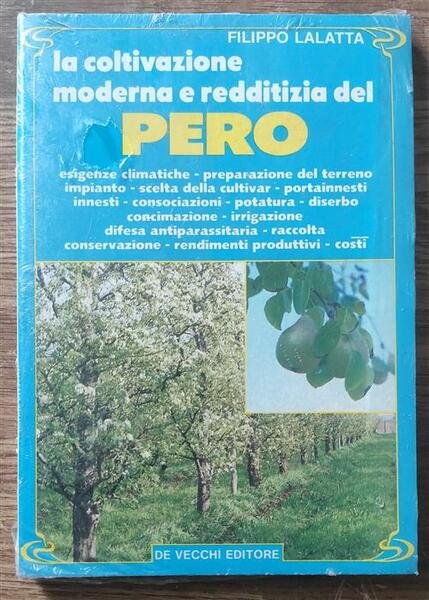 FILIPPO LALATTA
la coltivazione
moderna e redditizia del
PERO
esigenze climatiche - preparazione del terreno
impianto - scelta della cultivar - portainnesti
innesti - consociazioni - potatura - diserbo
concimazione - irrigazione
difesa antiparassitaria - raccolta
conservazione - rendimenti produttivi - costi
DE VECCHI EDITORE